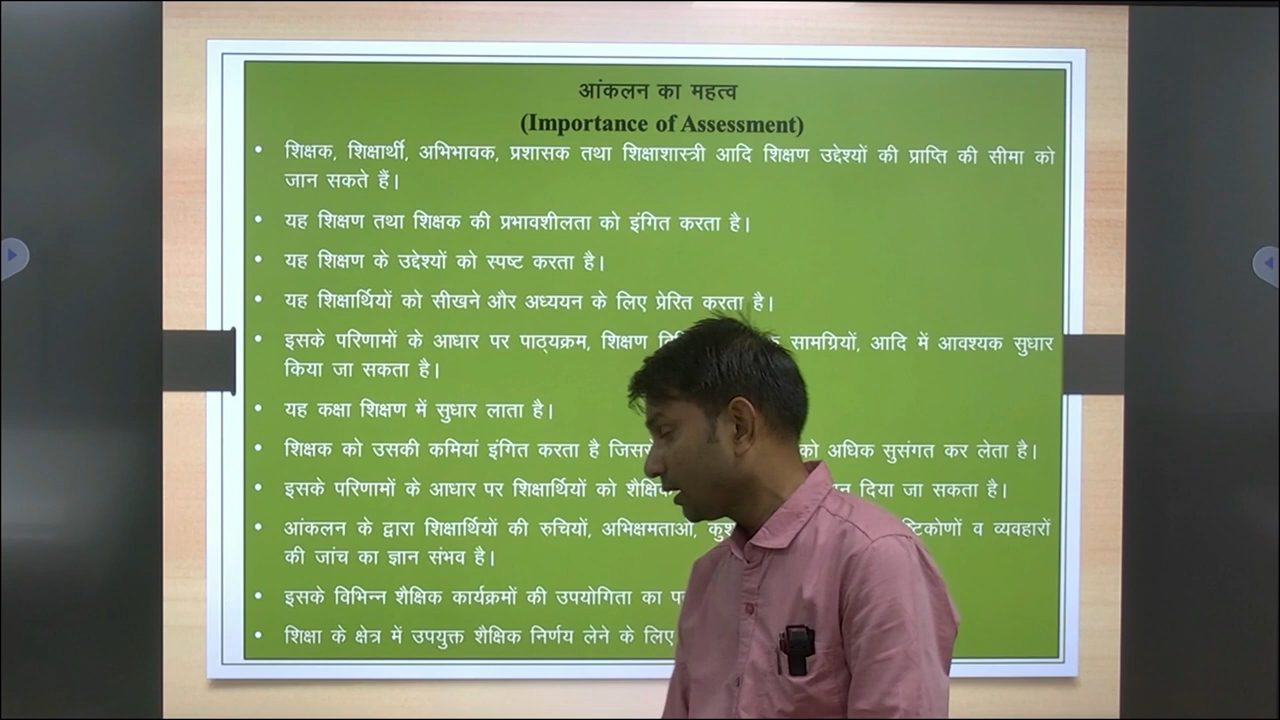 आंकलन का महत्व
(Importance of Assessment)
• शिक्षक, शिक्षार्थी, अभिभावक, प्रशासक तथा शिक्षाशास्त्री आदि शिक्षण उद्देश्यों की प्राप्ति की सीमा को
जान सकते हैं।
• यह शिक्षण तथा शिक्षक की प्रभावशीलता को इंगित करता है।
• यह शिक्षण के उद्देश्यों को स्पष्ट करता है।
• यह शिक्षार्थियों को सीखने और अध्ययन के लिए प्रेरित करता है।
• इसके परिणामों के आधार पर पाठ्यक्रम, शिक्षण सामग्रियों, आदि में आवश्यक सुधार
किया जा सकता है।
• यह कक्षा शिक्षण में सुधार लाता है।
• शिक्षक को उसकी कमियां इंगित करता है को अधिक सुसंगत कर लेता है।
• इसके परिणामों के आधार पर शिक्षार्थियों को दिया जा सकता है।
• आंकलन के द्वारा शिक्षार्थियों की रुचियों, अभिक्षमताओं, व व्यवहारों
की जांच का ज्ञान संभव है।
• इसके विभिन्न शैक्षिक कार्यक्रमों की उपयोगिता का
• शिक्षा के क्षेत्र में उपयुक्त शैक्षिक निर्णय लेने के लिए